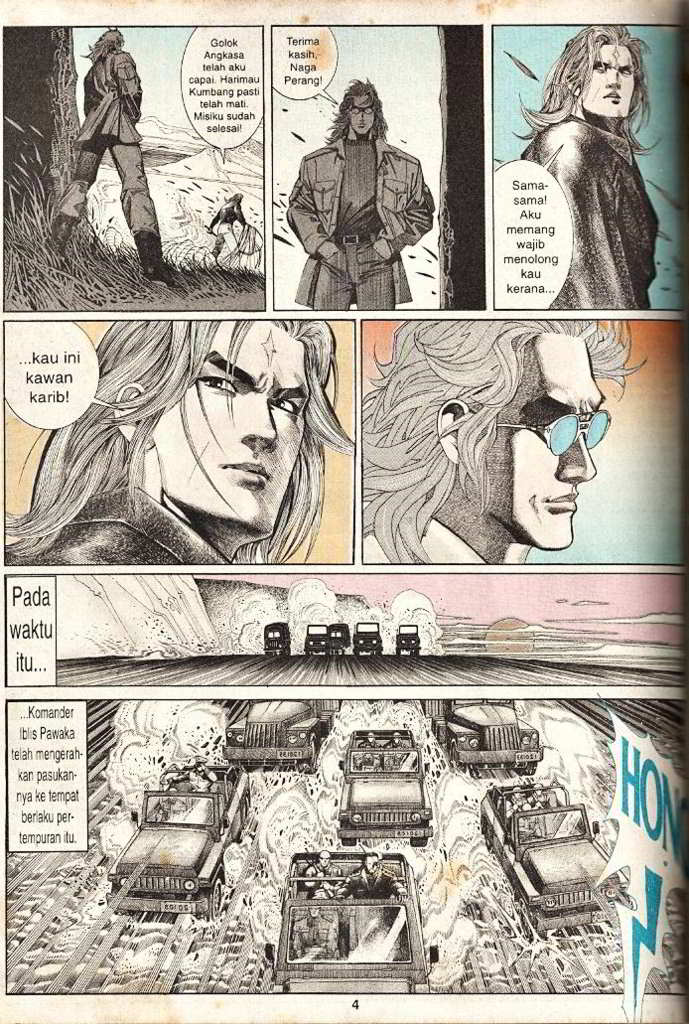 Golok
Angkasa
telah aku
capai. Harimau
Kumbang pasti
telah mati.
Misiku sudah
selesai!
Terima
kasih,
Naga
Perang!
Sama-
sama!
Aku
memang
wajib
menolong
kau
kerana...
...kau ini
kawan
karib!
Pada
waktu
itu...
...Komander
Iblis Pawaka
telah mengerah-
kan pasukan-
nya ke tempat
berlaku per-
tempuran itu.
HON
4